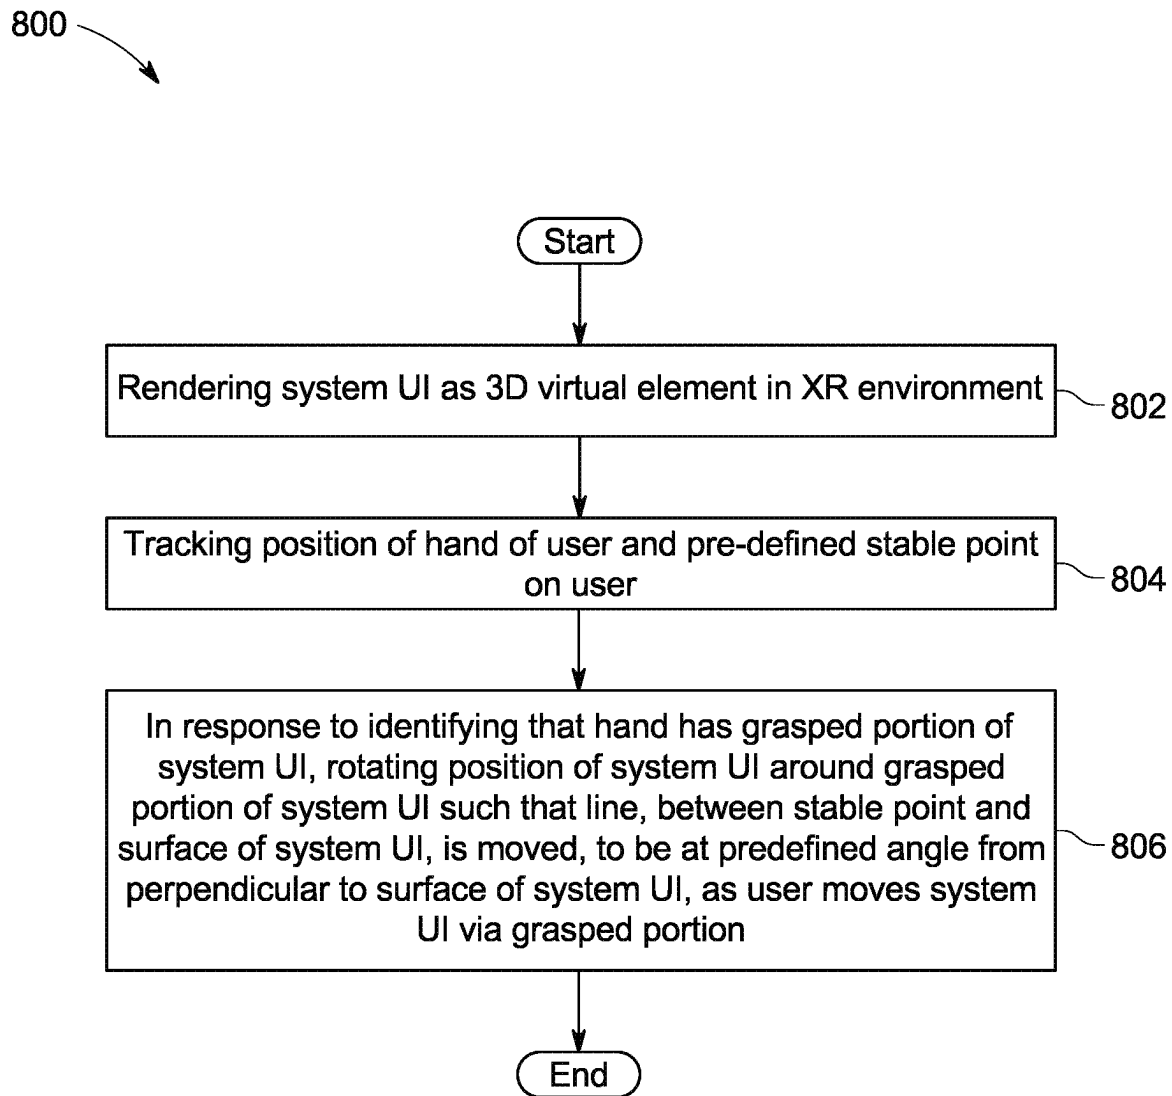 800
Start
Rendering system UI as 3D virtual element in XR environment
802
Tracking position of hand of user and pre-defined stable point
on user
804
In response to identifying that hand has grasped portion of
system UI, rotating position of system UI around grasped
portion of system UI such that line, between stable point and
surface of system UI, is moved, to be at predefined angle from
perpendicular to surface of system UI, as user moves system
UI via grasped portion
806
End